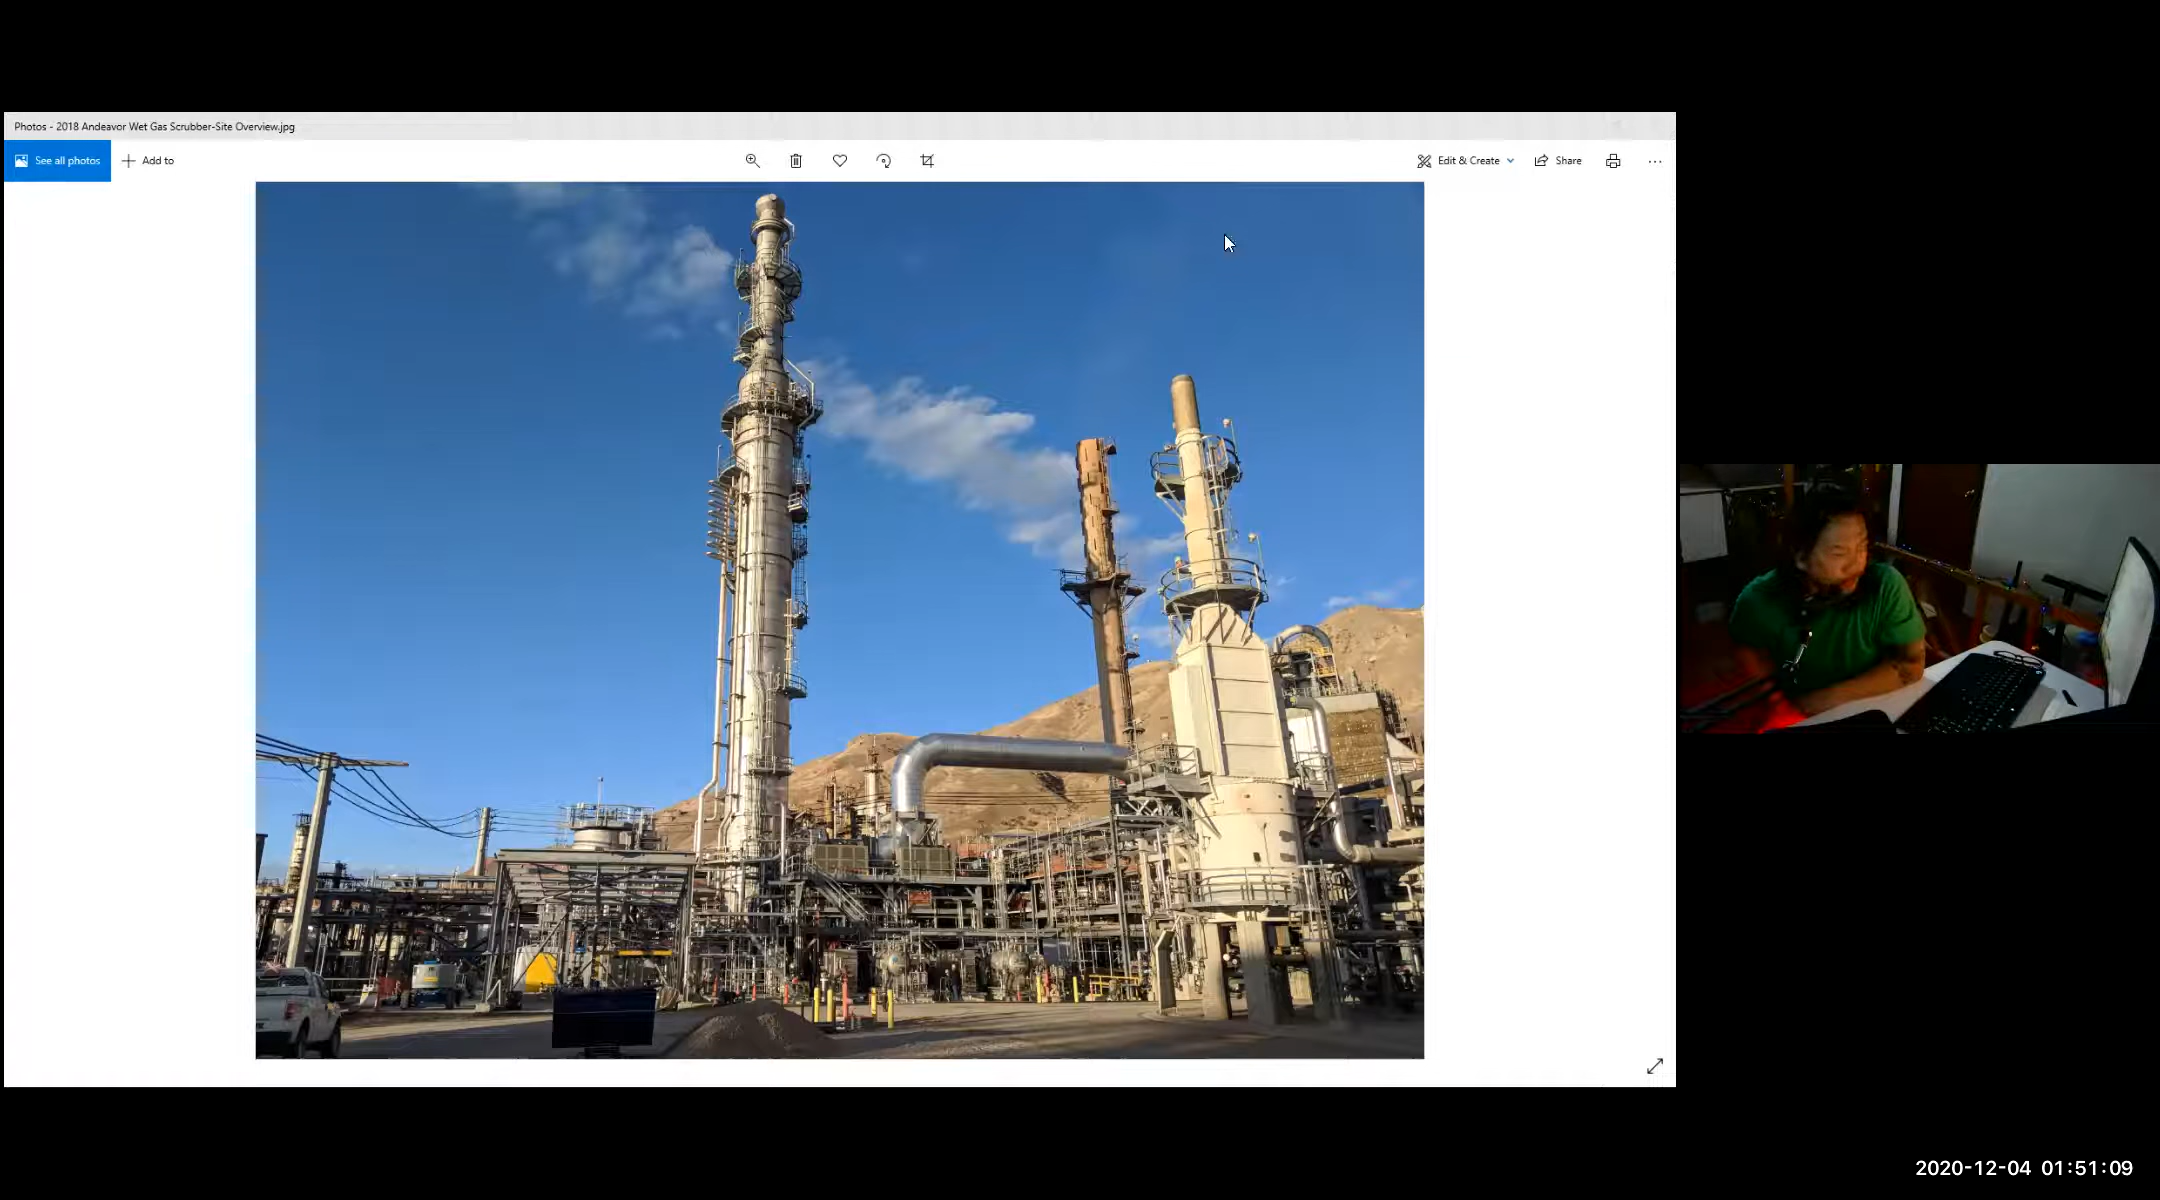 Photos - 2018 Andeavor Wet Gas Scrubber-Site Overview.jpg
See all photos
Add to
Edit & Create
Share
2020-12-04 01:51:09